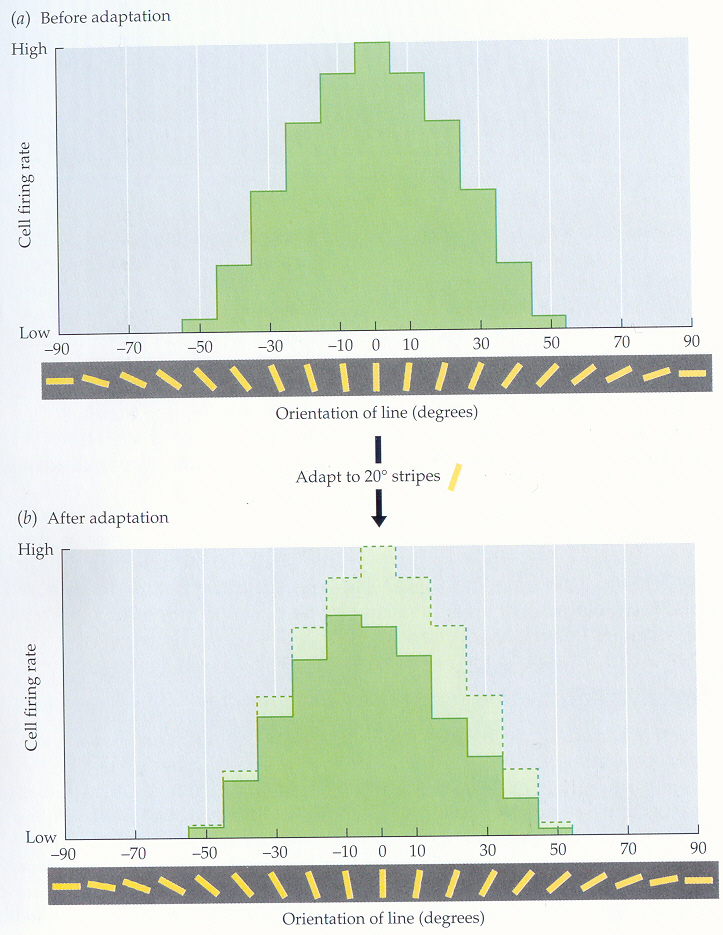 (a) Before adaptation
High
Cell firing rate
Low
–90 –70 –50 –30 –10 0 10 30 50 70 90
Orientation of line (degrees)
Adapt to 20° stripes
(b) After adaptation
High
Cell firing rate
Low
–90 –70 –50 –30 –10 0 10 30 50 70 90
Orientation of line (degrees)